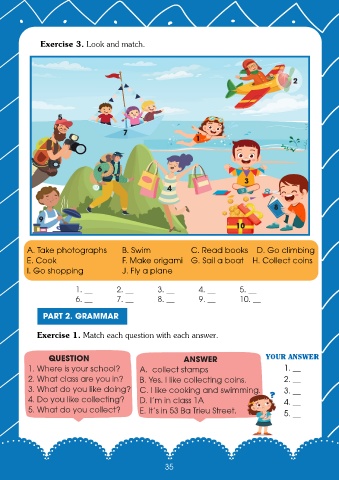 Exercise 3. Look and match.
2
7
1
3
4
8
10
A. Take photographs B. Swim C. Read books D. Go climbing
E. Cook F. Make origami G. Sail a boat H. Collect coins
I. Go shopping J. Fly a plane
1. __ 2. __ 3. __ 4. __ 5. __
6. __ 7. __ 8. __ 9. __ 10. __
PART 2. GRAMMAR
Exercise 1. Match each question with each answer.
QUESTION
1. Where is your school?
2. What class are you in?
3. What do you like doing?
4. Do you like collecting?
5. What do you collect?
ANSWER
A. collect stamps
B. Yes. I like collecting coins.
C. I like cooking and swimming.
D. I'm in class 1A
E. It's in 53 Ba Trieu Street.
YOUR ANSWER
1. __
2. __
3. __
4. __
5. __
?
35